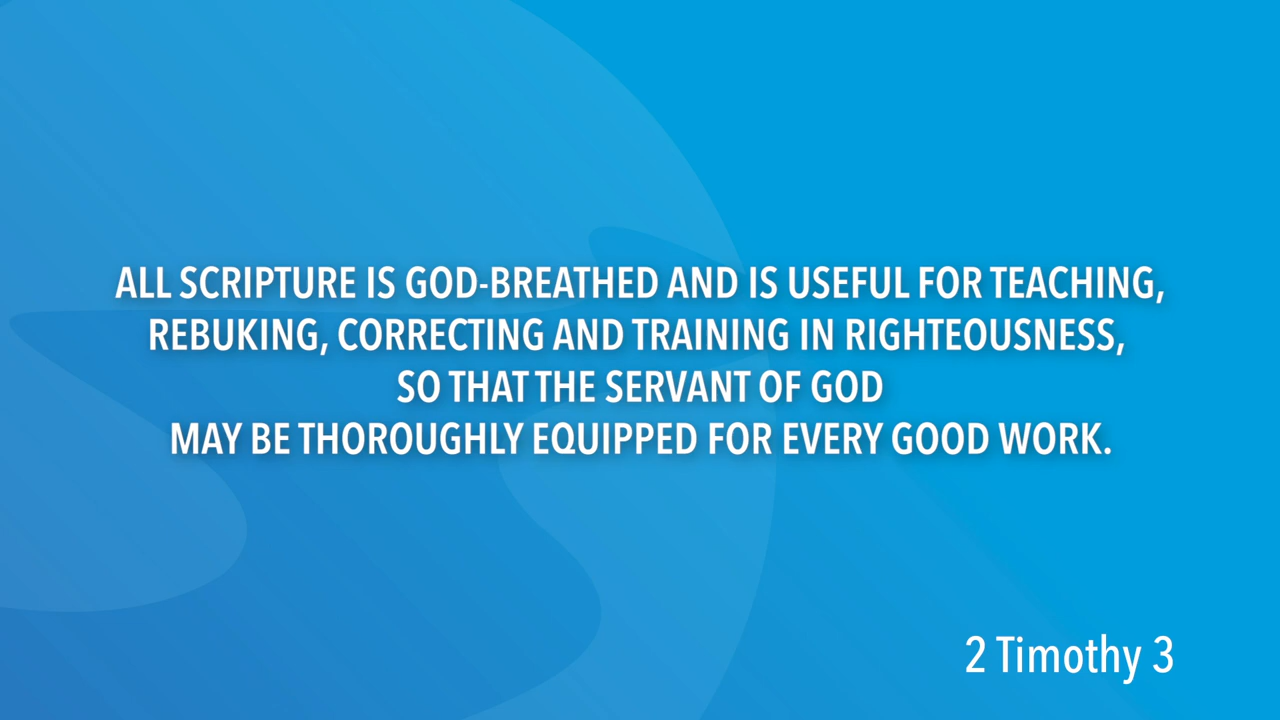 ALL SCRIPTURE IS GOD-BREATHED AND IS USEFUL FOR TEACHING,
REBUKING, CORRECTING AND TRAINING IN RIGHTEOUSNESS,
SO THAT THE SERVANT OF GOD
MAY BE THOROUGHLY EQUIPPED FOR EVERY GOOD WORK.
2 Timothy 3